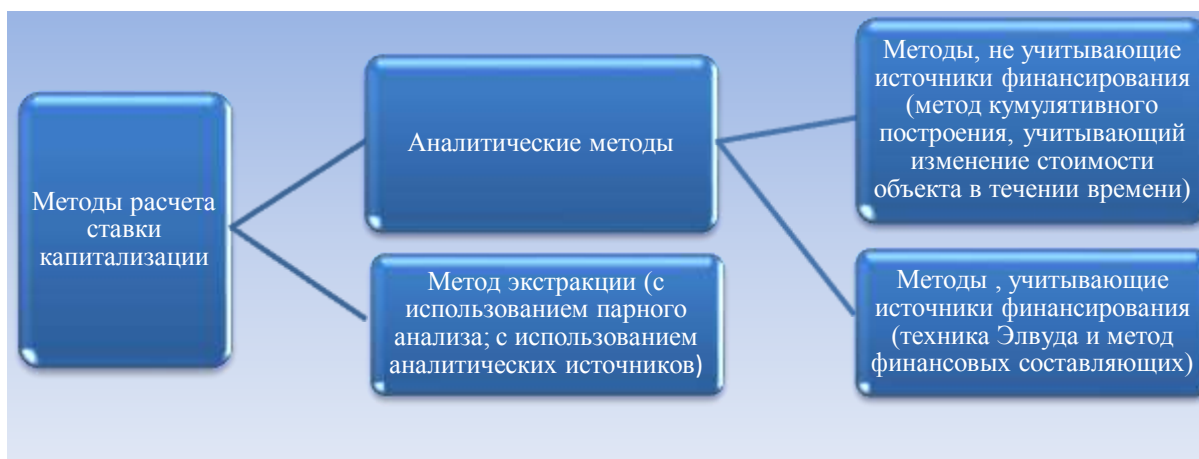 Методы расчета
ставки
капитализации
Аналитические методы
Метод экстракции (с
использованием парного
анализа; с использованием
аналитических источников)
Методы, не учитывающие
источники финансирования
(метод кумулятивного
построения, учитывающий
изменение стоимости
объекта в течении времени)
Методы , учитывающие
источники финансирования
(техника Элвуда и метод
финансовых составляющих)